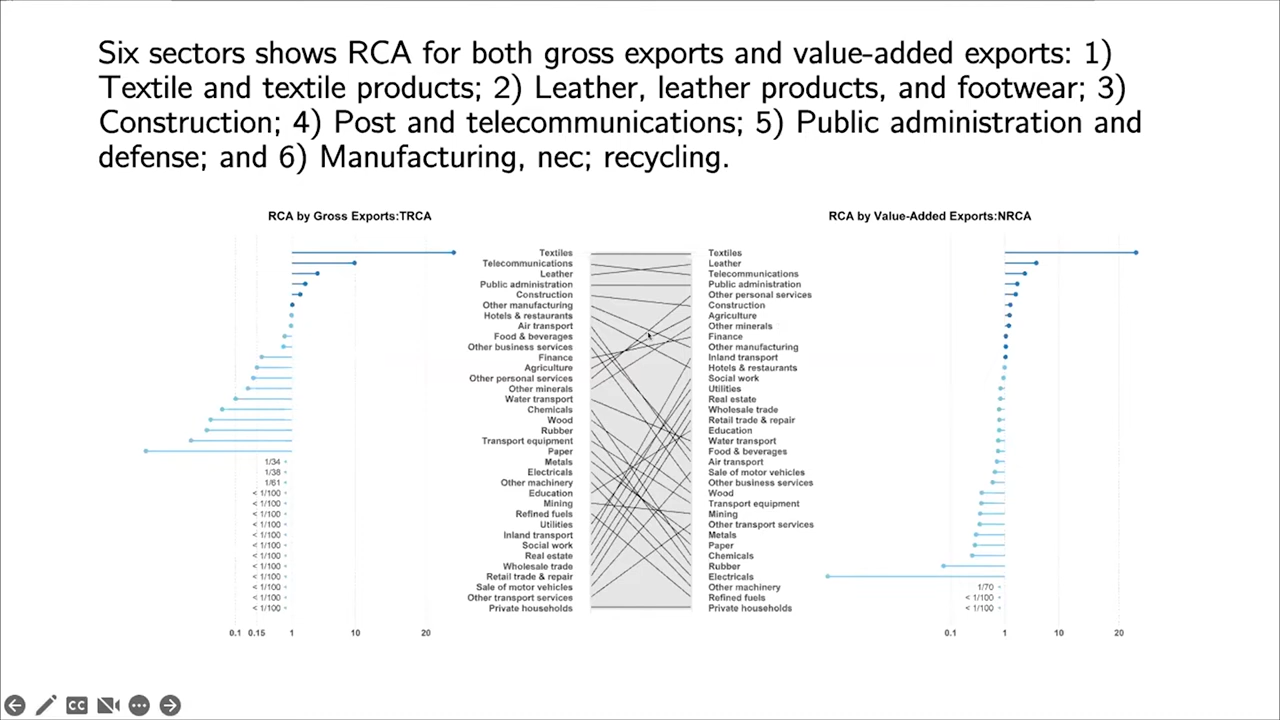 Six sectors shows RCA for both gross exports and value-added exports: 1)
Textile and textile products; 2) Leather, leather products, and footwear; 3)
Construction; 4) Post and telecommunications; 5) Public administration and
defense; and 6) Manufacturing, nec; recycling.
RCA by Gross Exports:TRCA
Textiles
Telecommunications
Leather
Public administration
Construction
Other manufacturing
Hotels & restaurants
Air transport
Food & beverages
Other business services
Finance
Agriculture
Other personal services
Other minerals
Water transport
Chemicals
Wood
Rubber
Transport equipment
Paper
1/34 Metals
1/38 Electricals
1/61 Other machinery
< 1/100 Education
< 1/100 Mining
< 1/100 Refined fuels
< 1/100 Utilities
< 1/100 Inland transport
< 1/100 Social work
< 1/100 Real estate
< 1/100 Wholesale trade
< 1/100 Retail trade & repair
< 1/100 Sale of motor vehicles
< 1/100 Other transport services
< 1/100 Private households
0.1 0.15 1 10 20
RCA by Value-Added Exports:NRCA
Textiles
Leather
Telecommunications
Public administration
Other personal services
Construction
Agriculture
Other minerals
Finance
Other manufacturing
Inland transport
Hotels & restaurants
Social work
Utilities
Real estate
Wholesale trade
Retail trade & repair
Education
Water transport
Food & beverages
Air transport
Sale of motor vehicles
Other business services
Wood
Transport equipment
Mining
Other transport services
Metals
Paper
Chemicals
Rubber
Electricals
Other machinery 1/70
Refined fuels < 1/100
Private households < 1/100
0.1 1 10 20
CC